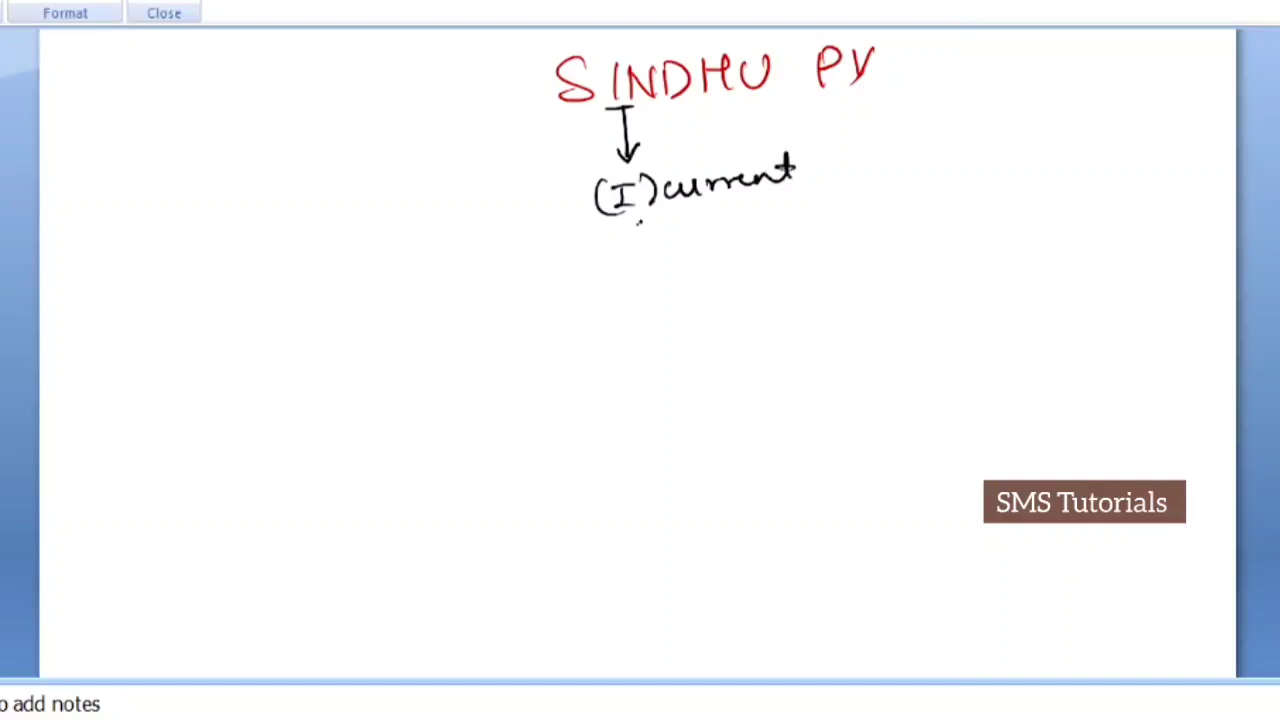 Format Close
SINDHU PV
(I) current
SMS Tutorials
o add notes